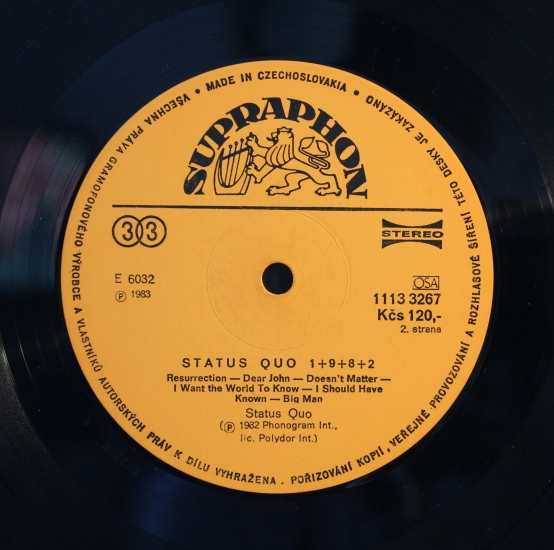 VŠECHNA PRÁVA GRAMOFONOVÉHO VÝROBCE A VLASTNÍKŮ AUTORSKÝCH PRÁV K DÍLU VYHRAŽENA . POŘIZOVÁNÍ KOPIÍ, VEŘEJNÉ PROVOZOVÁNÍ A ROZHLASOVÉ ŠÍŘENÍ TÉTO DESKY JE ZAKÁZÁNO
• MADE IN CZECHOSLOVAKIA •
SUPRAPHON
33
STEREO
E 6032
Ⓟ 1983
OSA
1113 3267
Kčs 120,-
2. strana
STATUS QUO 1+9+8+2
Resurrection — Dear John — Doesn't Matter —
I Want the World To Know — I Should Have
Known — Big Man
Status Quo
(Ⓟ 1982 Phonogram Int.,
lic. Polydor Int.)